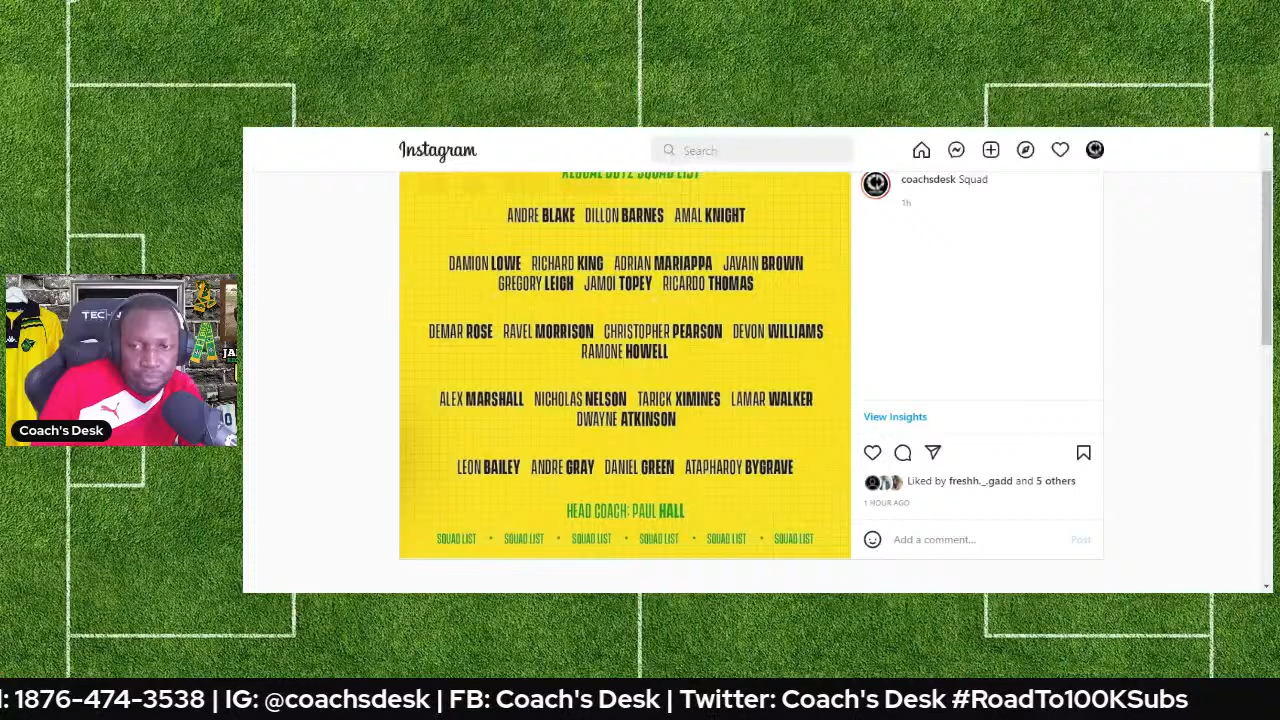 Instagram
Search
REGGAE BOYZ SQUAD LIST
ANDRE BLAKE DILLON BARNES AMAL KNIGHT
DAMION LOWE RICHARD KING ADRIAN MARIAPPA JAVAIN BROWN
GREGORY LEIGH JAMOI TOPEY RICARDO THOMAS
DEMAR ROSE RAVEL MORRISON CHRISTOPHER PEARSON DEVON WILLIAMS
RAMONE HOWELL
ALEX MARSHALL NICHOLAS NELSON TARICK XIMINES LAMAR WALKER
DWAYNE ATKINSON
LEON BAILEY ANDRE GRAY DANIEL GREEN ATAPHAROY BYGRAVE
HEAD COACH: PAUL HALL
SQUAD LIST • SQUAD LIST • SQUAD LIST • SQUAD LIST • SQUAD LIST • SQUAD LIST
coachsdesk Squad
1h
View Insights
Liked by freshh._.gadd and 5 others
1 HOUR AGO
Add a comment...
Post
TECH
Coach's Desk
: 1876-474-3538 | IG: @coachsdesk | FB: Coach's Desk | Twitter: Coach's Desk #RoadTo100KSubs